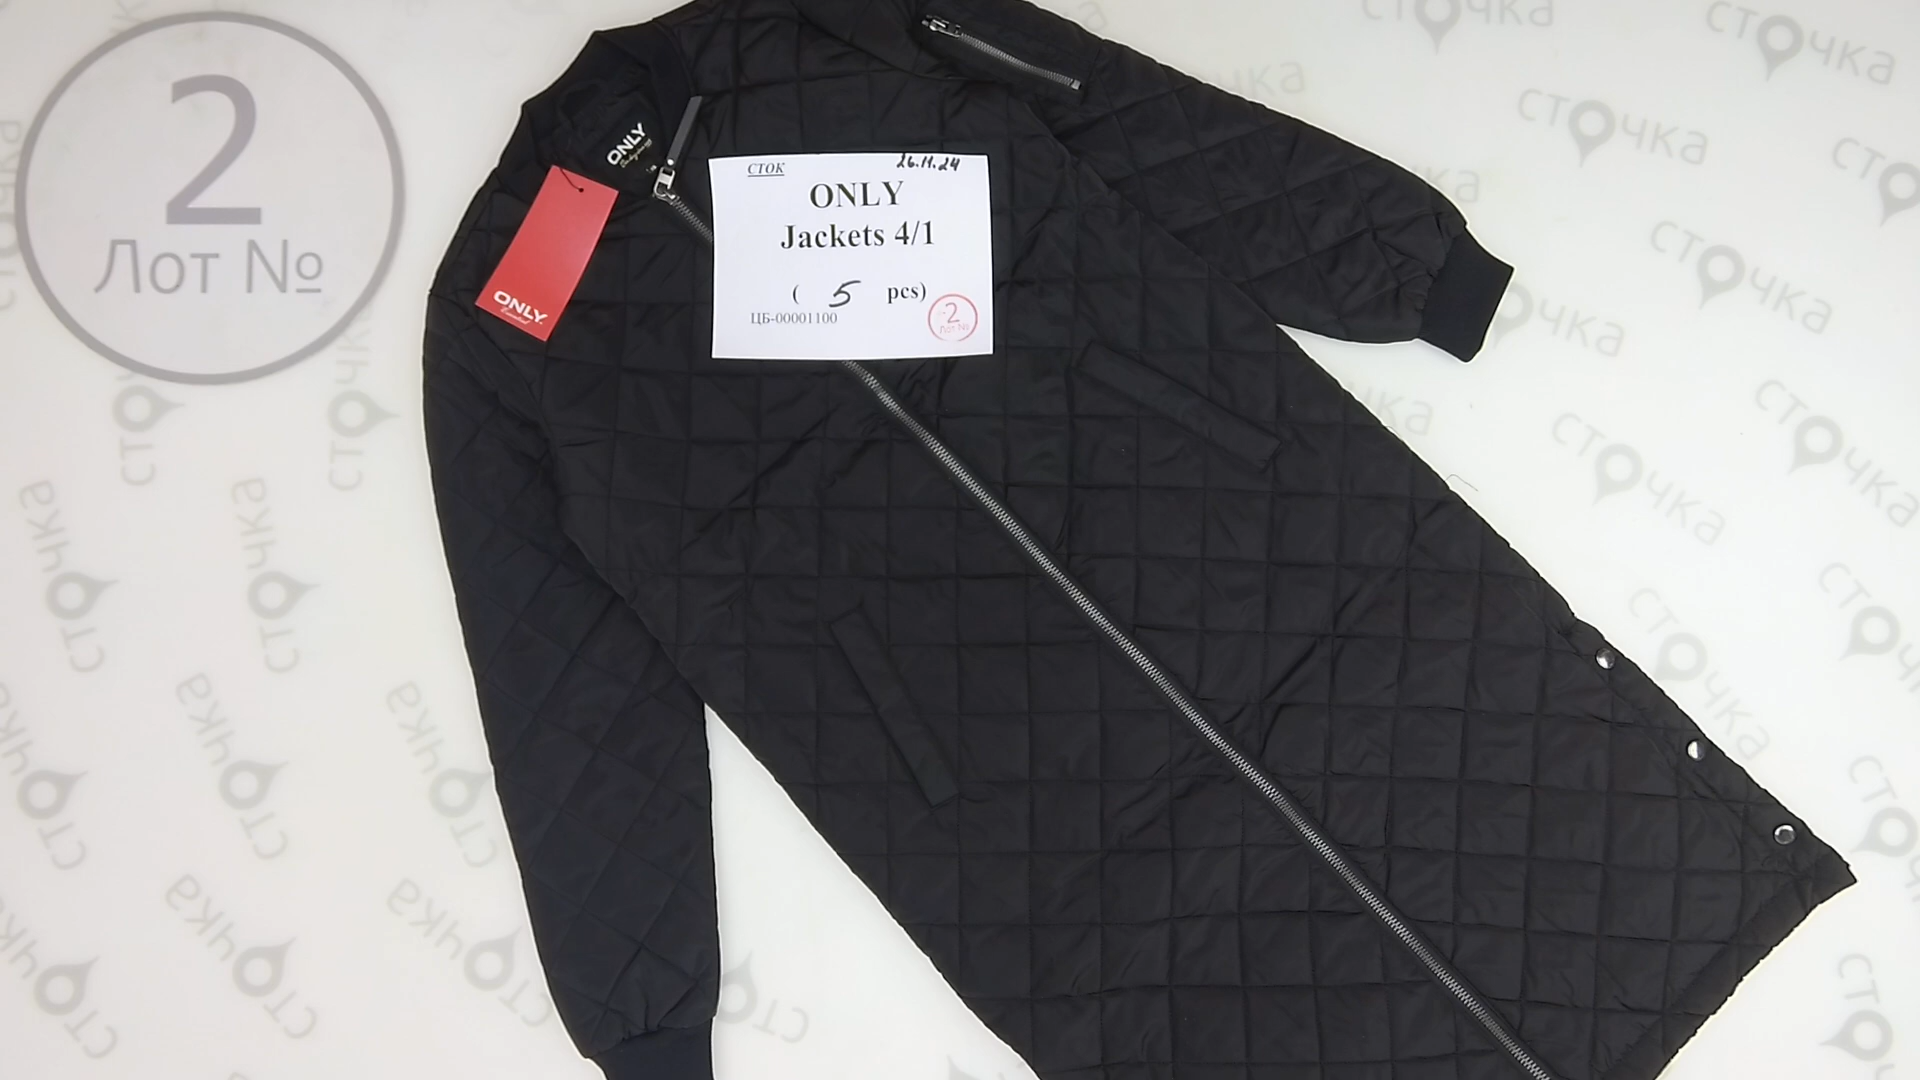 2
Лот №
ONLY
ONLY
СТОК
26.11.24
ONLY
Jackets 4/1
( 5 pcs)
ЦБ-00001100
2
Лот №
сточка